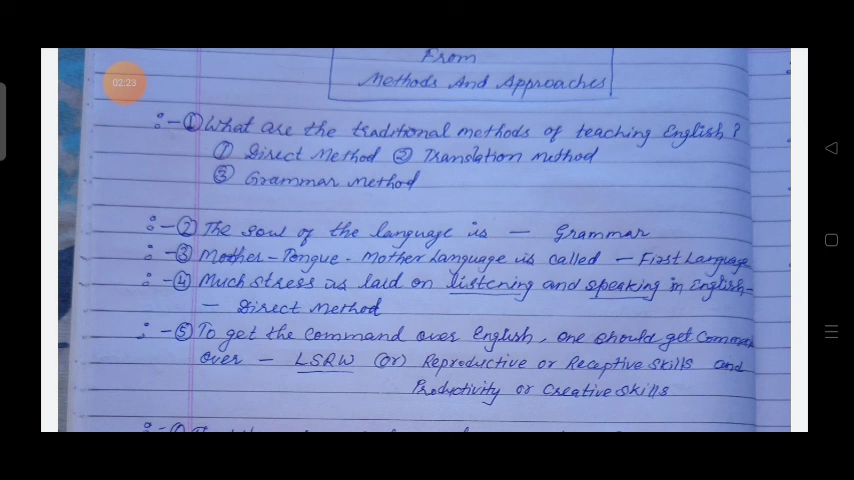 From
Methods And Approaches
02:23
:-① What are the traditional methods of teaching English?
① Direct Method ② Translation method
③ Grammar method
:-② The soul of the language is - Grammar
:-③ Mother-Tongue - Mother Language is called - First Language
:-④ Much stress is laid on listening and speaking in English-
- Direct Method
:-⑤ To get the command over English, one should get
over - LSRW (or) Reproductive or Receptive skills and
Productivity or Creative skills